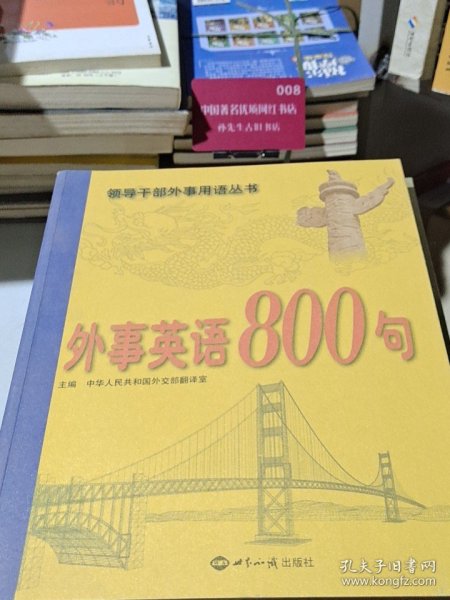 008
中国著名优质网红书店
孙先生古旧书店
领导干部外事用语丛书
外事英语800句
主编 中华人民共和国外交部翻译室
世界知识出版社
孔夫子旧书网
www.kongfz.com